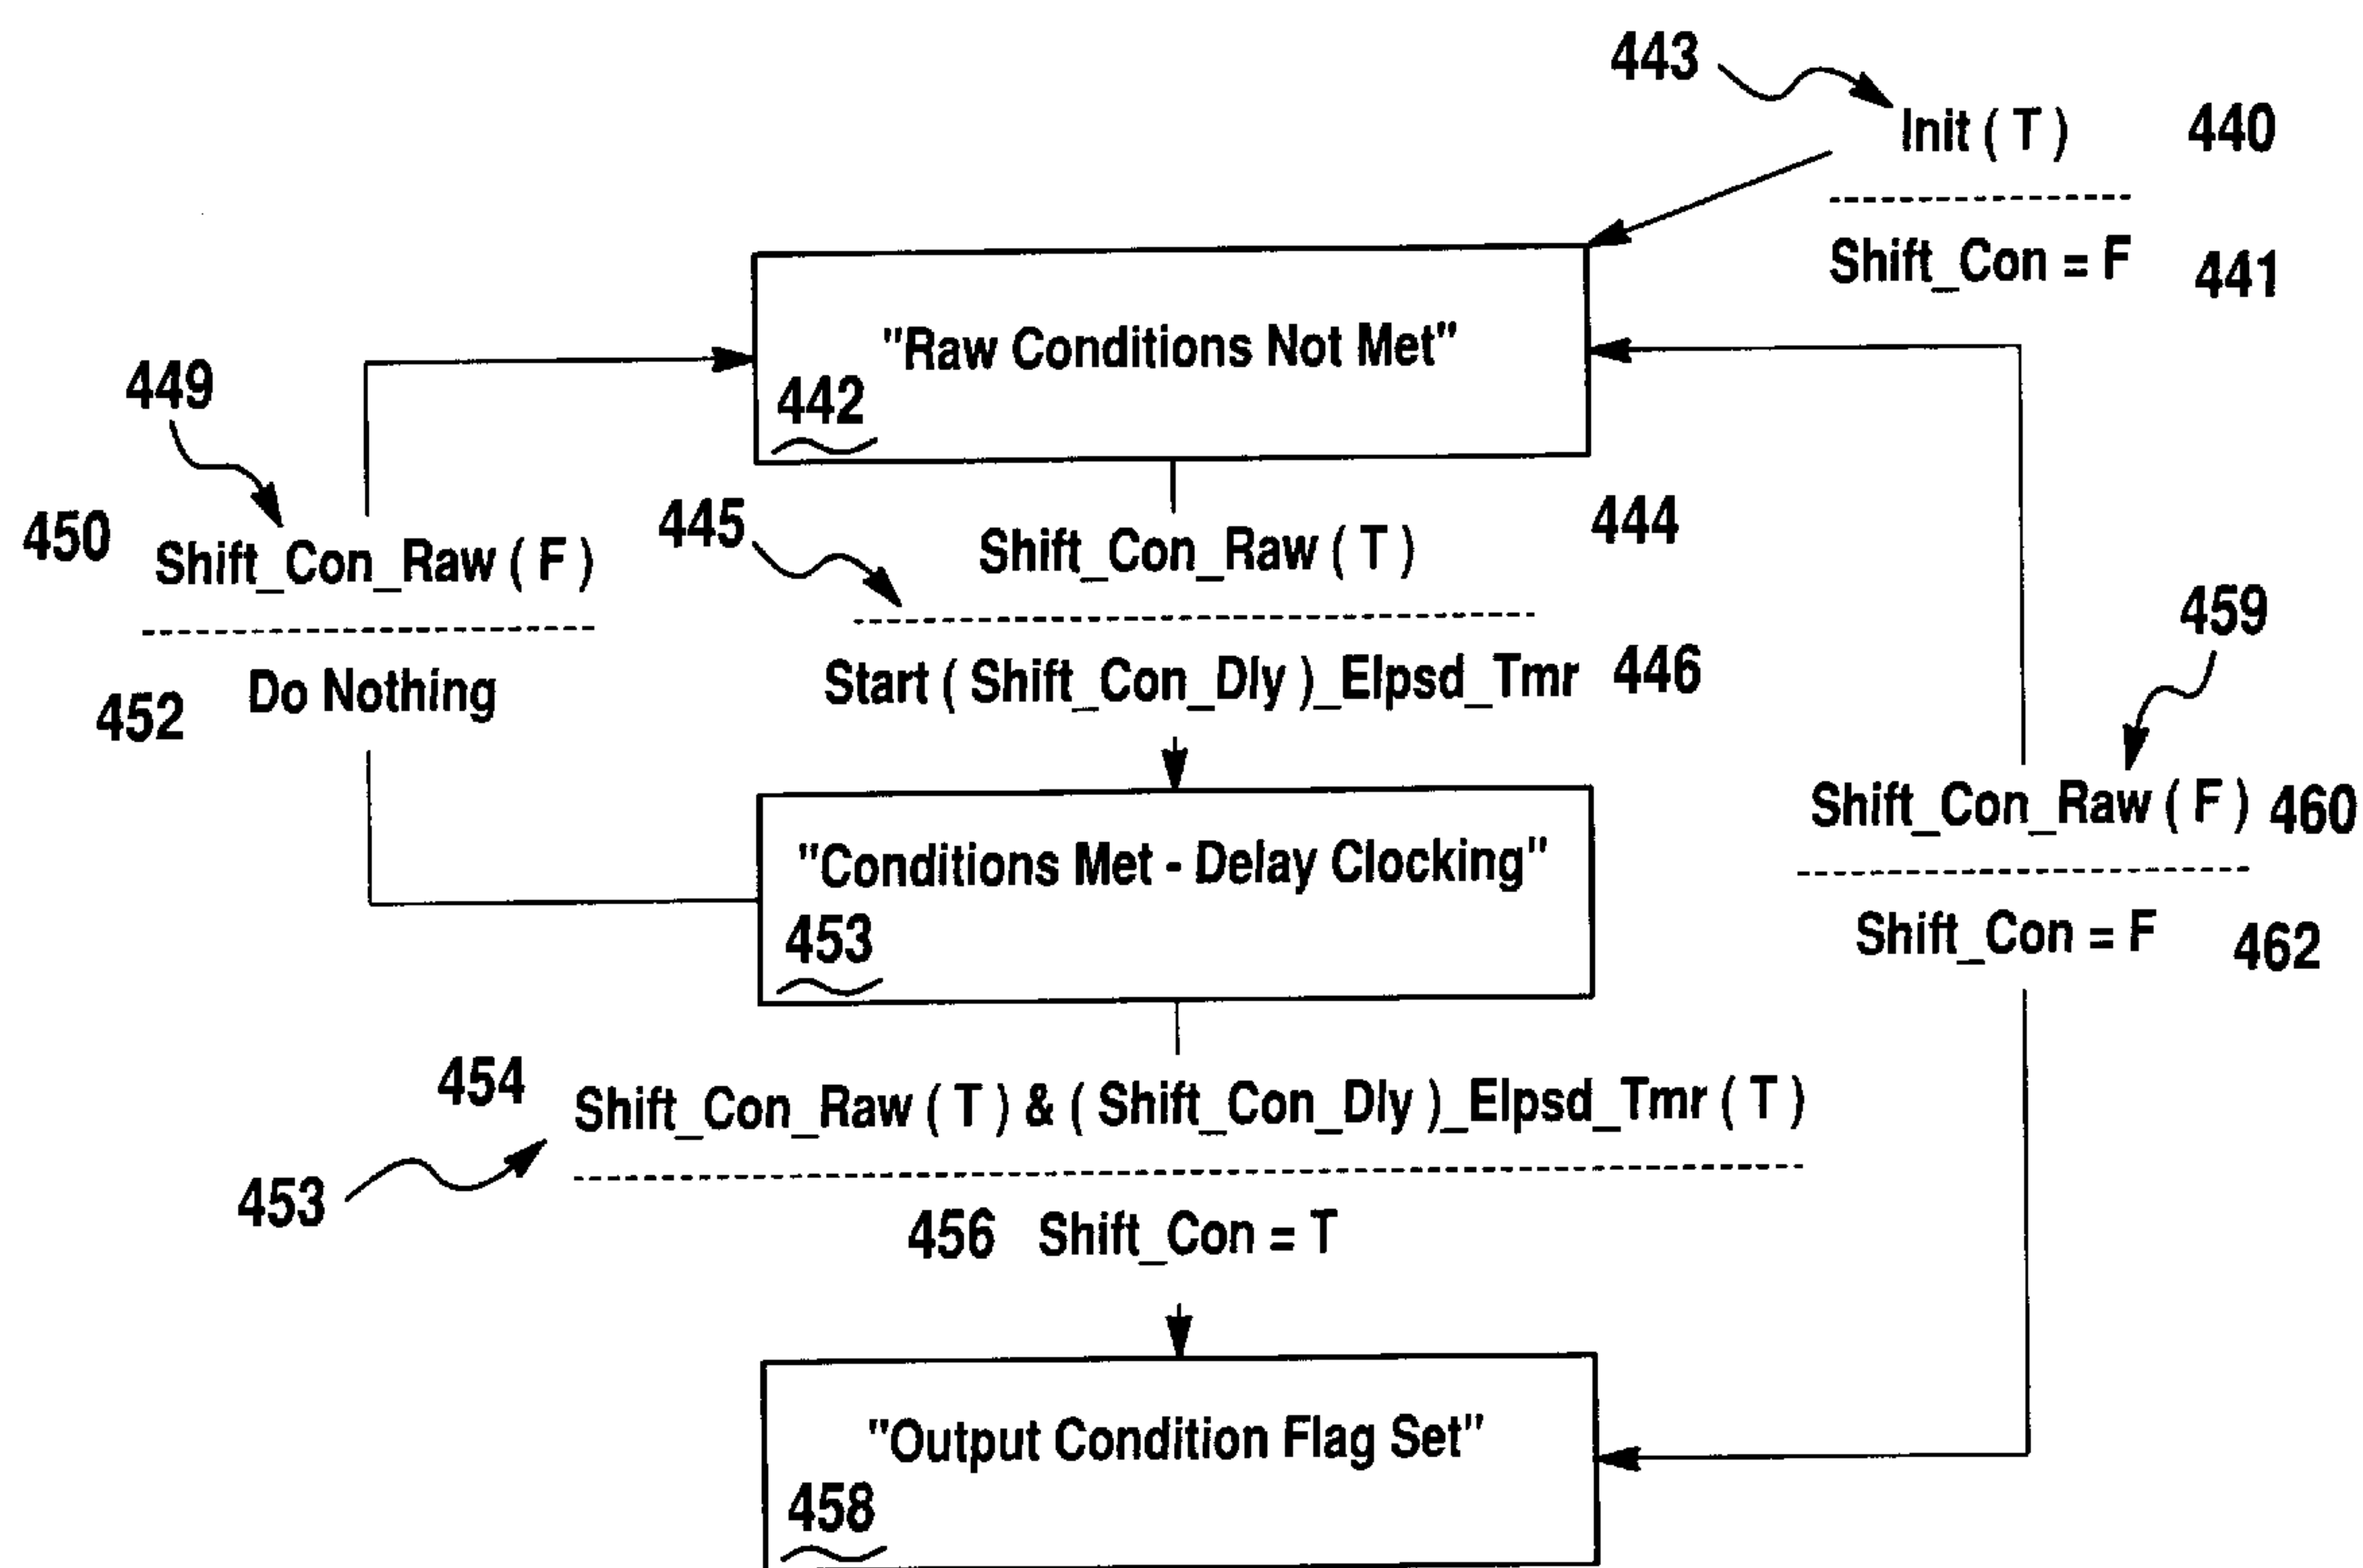 443
Init ( T ) 440
Shift_Con = F 441
"Raw Conditions Not Met"
442
449
450 Shift_Con_Raw ( F )
452 Do Nothing
445
Shift_Con_Raw ( T ) 444
Start ( Shift_Con_Dly )_Elpsd_Tmr 446
459
Shift_Con_Raw ( F ) 460
Shift_Con = F 462
"Conditions Met - Delay Clocking"
453
454 Shift_Con_Raw ( T ) & ( Shift_Con_Dly )_Elpsd_Tmr ( T )
453
456 Shift_Con = T
"Output Condition Flag Set"
458